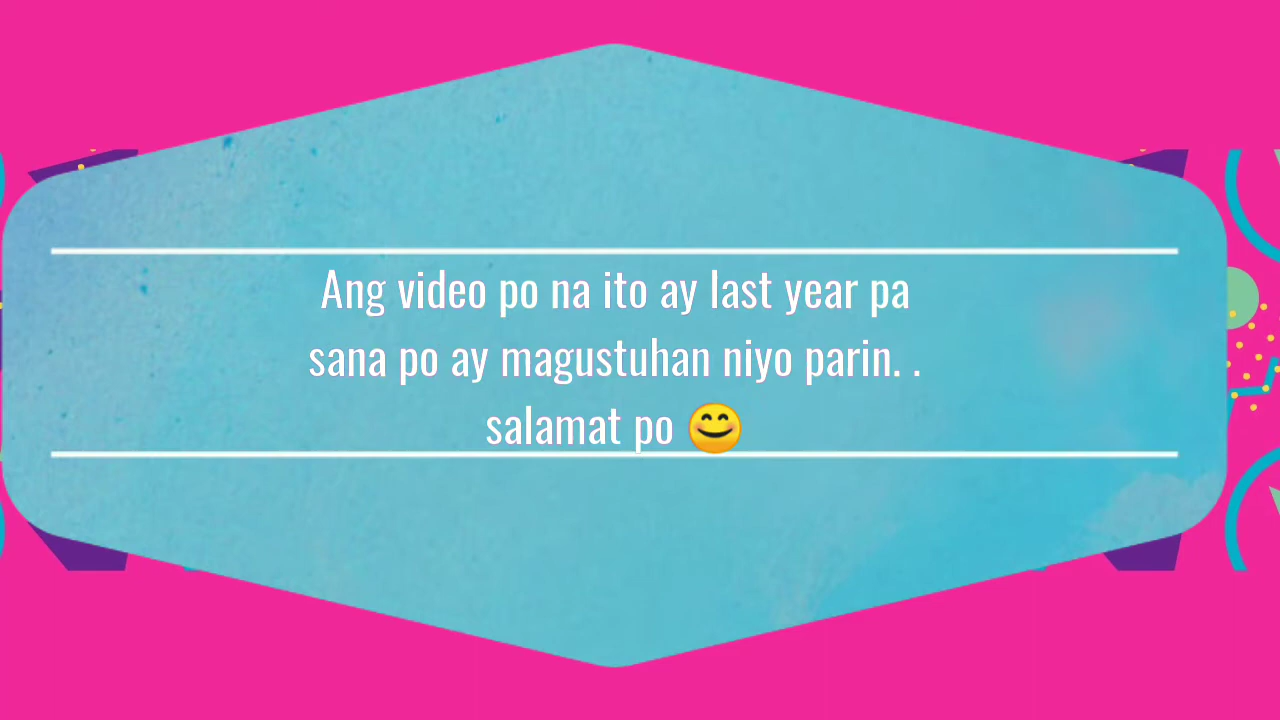 Ang video po na ito ay last year pa
sana po ay magustuhan niyo parin. .
salamat po 😊